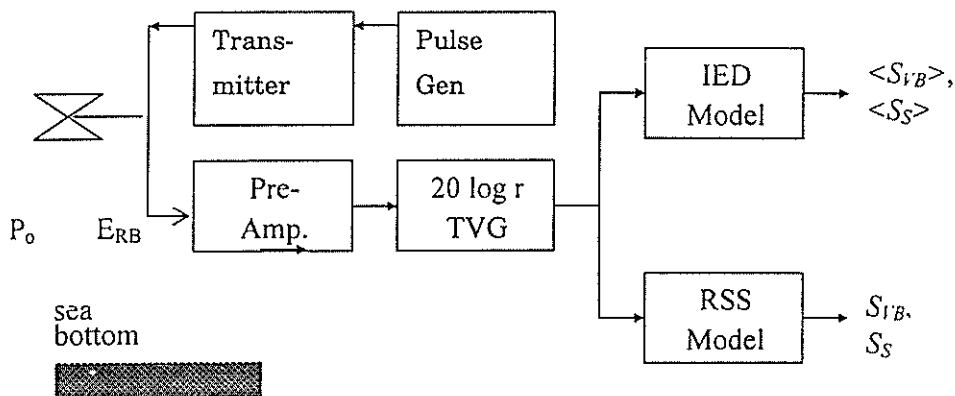 Trans-
mitter
Pulse
Gen
IED
Model
<S_VB>,
<S_S>
Pre-
Amp.
20 log r
TVG
P_o
E_RB
RSS
Model
S_VB,
S_S
sea
bottom